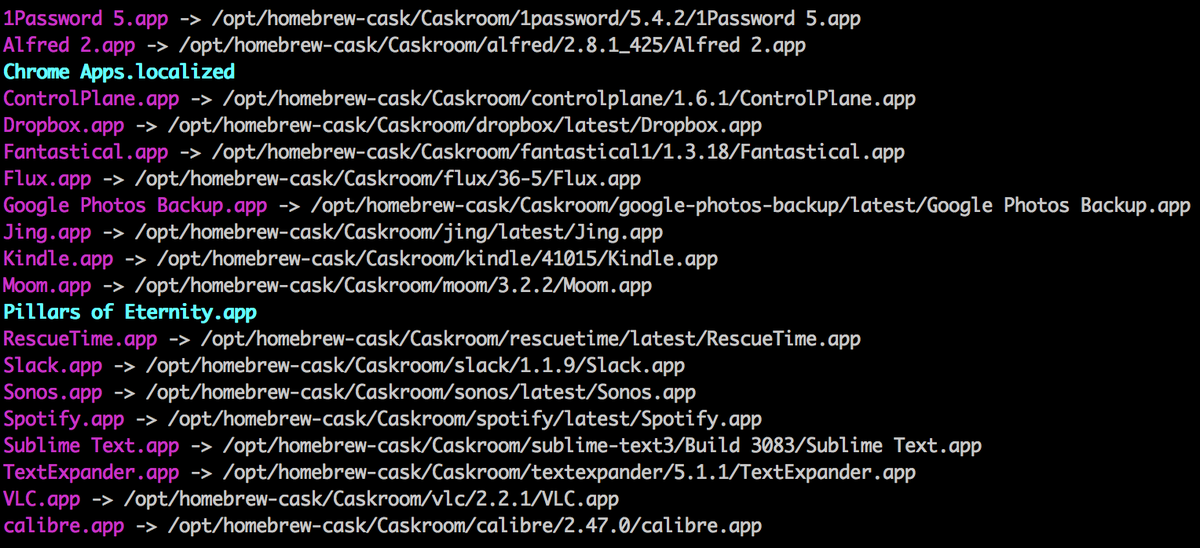 1Password 5.app -> /opt/homebrew-cask/Caskroom/1password/5.4.2/1Password 5.app
Alfred 2.app -> /opt/homebrew-cask/Caskroom/alfred/2.8.1_425/Alfred 2.app
Chrome Apps.localized
ControlPlane.app -> /opt/homebrew-cask/Caskroom/controlplane/1.6.1/ControlPlane.app
Dropbox.app -> /opt/homebrew-cask/Caskroom/dropbox/latest/Dropbox.app
Fantastical.app -> /opt/homebrew-cask/Caskroom/fantastical1/1.3.18/Fantastical.app
Flux.app -> /opt/homebrew-cask/Caskroom/flux/36-5/Flux.app
Google Photos Backup.app -> /opt/homebrew-cask/Caskroom/google-photos-backup/latest/Google Photos Backup.app
Jing.app -> /opt/homebrew-cask/Caskroom/jing/latest/Jing.app
Kindle.app -> /opt/homebrew-cask/Caskroom/kindle/41015/Kindle.app
Moom.app -> /opt/homebrew-cask/Caskroom/moom/3.2.2/Moom.app
Pillars of Eternity.app
RescueTime.app -> /opt/homebrew-cask/Caskroom/rescuetime/latest/RescueTime.app
Slack.app -> /opt/homebrew-cask/Caskroom/slack/1.1.9/Slack.app
Sonos.app -> /opt/homebrew-cask/Caskroom/sonos/latest/Sonos.app
Spotify.app -> /opt/homebrew-cask/Caskroom/spotify/latest/Spotify.app
Sublime Text.app -> /opt/homebrew-cask/Caskroom/sublime-text3/Build 3083/Sublime Text.app
TextExpander.app -> /opt/homebrew-cask/Caskroom/textexpander/5.1.1/TextExpander.app
VLC.app -> /opt/homebrew-cask/Caskroom/vlc/2.2.1/VLC.app
calibre.app -> /opt/homebrew-cask/Caskroom/calibre/2.47.0/calibre.app